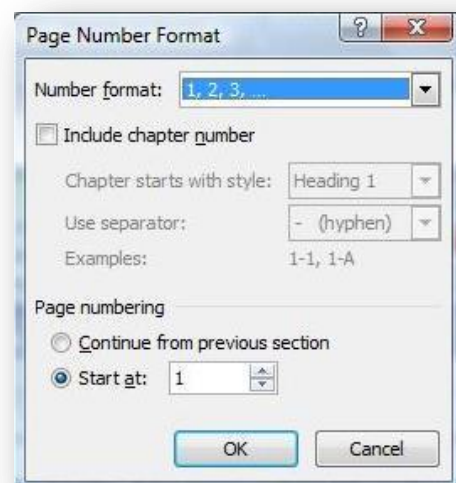 Page Number Format
Number format: 1, 2, 3, ...
Include chapter number
Chapter starts with style: Heading 1
Use separator: - (hyphen)
Examples: 1-1, 1-A
Page numbering
Continue from previous section
Start at: 1
OK Cancel